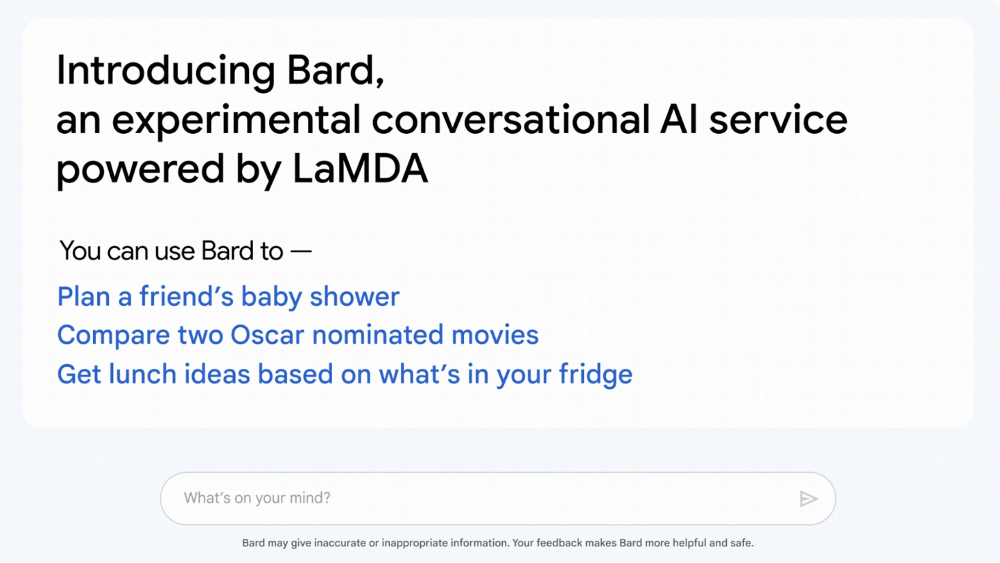 Introducing Bard,
an experimental conversational AI service
powered by LaMDA
You can use Bard to —
Plan a friend’s baby shower
Compare two Oscar nominated movies
Get lunch ideas based on what’s in your fridge
What’s on your mind?
Bard may give inaccurate or inappropriate information. Your feedback makes Bard more helpful and safe.